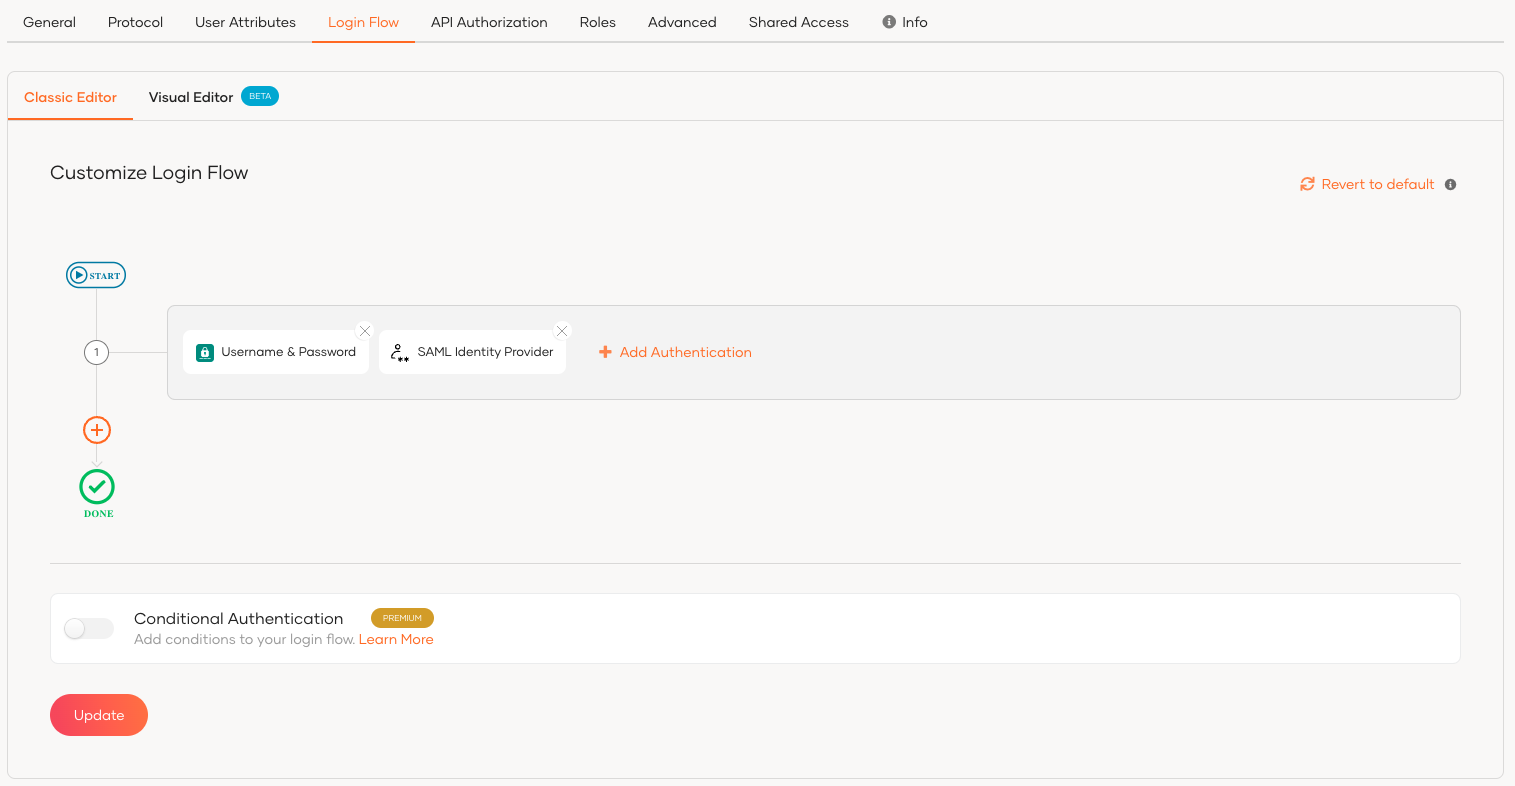 General Protocol User Attributes Login Flow API Authorization Roles Advanced Shared Access Info
Classic Editor Visual Editor BETA
Customize Login Flow
Revert to default
START
1 Username & Password SAML Identity Provider Add Authentication
DONE
Conditional Authentication PREMIUM
Add conditions to your login flow. Learn More
Update